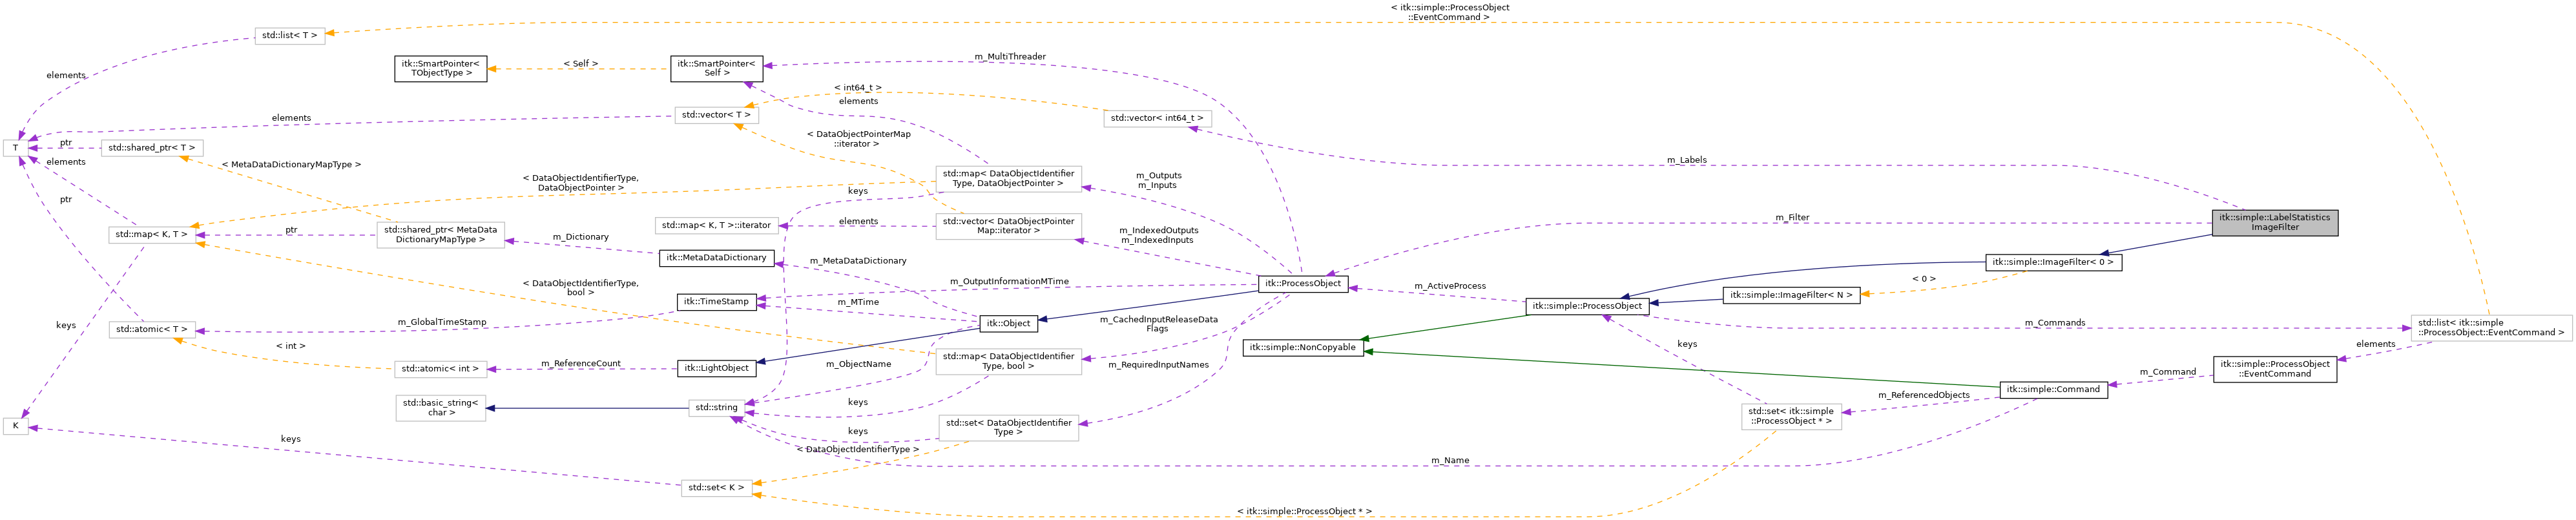 < itk::simple::ProcessObject
::EventCommand >
std::list< T >
elements
itk::SmartPointer<
TObjectType >
< Self >
itk::SmartPointer<
Self >
m_MultiThreader
< int64_t >
elements
std::vector< T >
std::vector< int64_t >
elements
< DataObjectPointerMap
::iterator >
T
ptr
std::shared_ptr< T >
elements
< MetaDataDictionaryMapType >
m_Labels
std::map< DataObjectIdentifier
Type, DataObjectPointer >
m_Outputs
m_Inputs
< DataObjectIdentifierType,
DataObjectPointer >
keys
ptr
itk::simple::LabelStatistics
ImageFilter
m_Filter
std::map< K, T >::iterator
elements
std::vector< DataObjectPointer
Map::iterator >
m_IndexedOutputs
m_IndexedInputs
std::map< K, T >
ptr
std::shared_ptr< MetaData
DictionaryMapType >
m_Dictionary
itk::MetaDataDictionary
m_MetaDataDictionary
itk::simple::ImageFilter< 0 >
< 0 >
m_OutputInformationMTime
itk::ProcessObject
m_ActiveProcess
< DataObjectIdentifierType,
bool >
itk::TimeStamp
m_MTime
itk::simple::ProcessObject
itk::simple::ImageFilter< N >
keys
std::atomic< T >
m_GlobalTimeStamp
itk::Object
m_CachedInputReleaseData
Flags
m_Commands
std::list< itk::simple
::ProcessObject::EventCommand >
< int >
itk::simple::NonCopyable
keys
elements
std::atomic< int >
m_ReferenceCount
itk::LightObject
m_ObjectName
std::map< DataObjectIdentifier
Type, bool >
m_RequiredInputNames
m_Command
itk::simple::ProcessObject
::EventCommand
itk::simple::Command
m_ReferencedObjects
std::basic_string<
char >
std::string
keys
std::set< itk::simple
::ProcessObject * >
K
keys
keys
std::set< DataObjectIdentifier
Type >
< DataObjectIdentifierType >
m_Name
std::set< K >
< itk::simple::ProcessObject * >